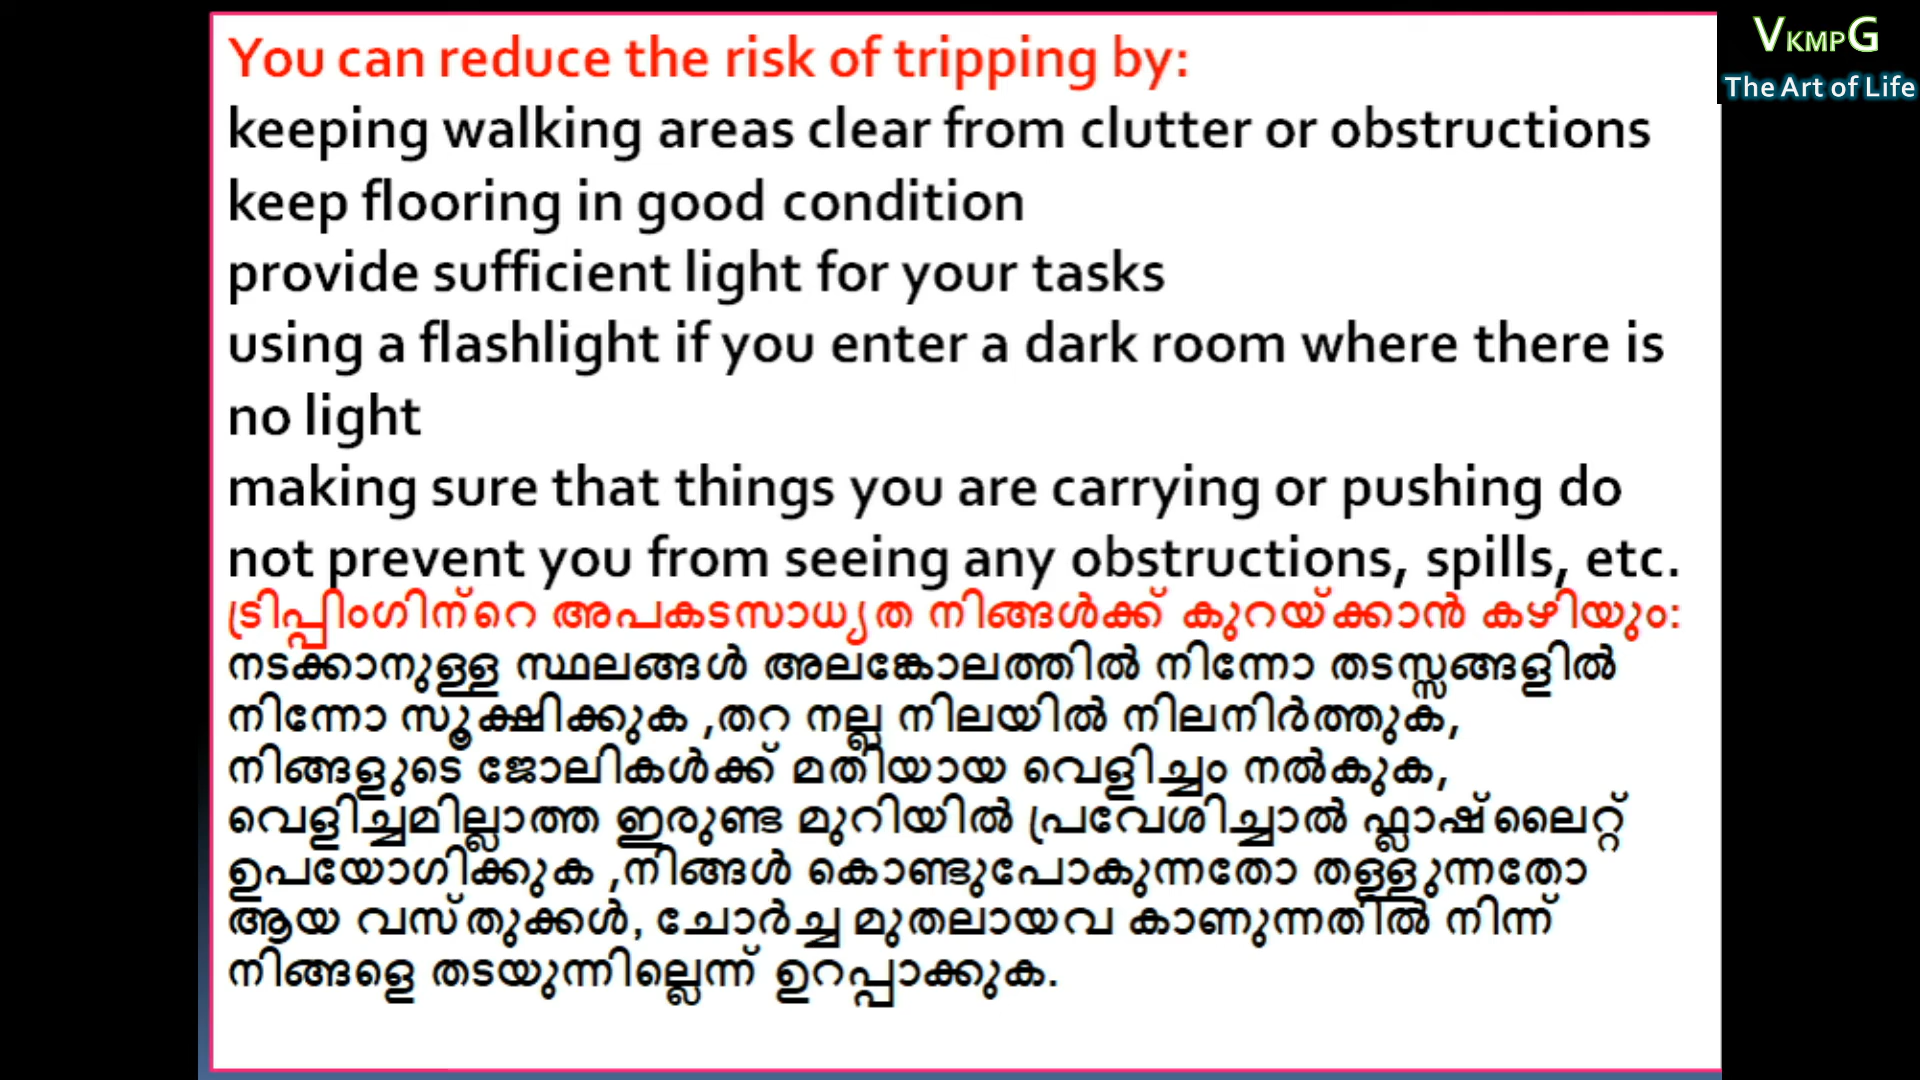 You can reduce the risk of tripping by:
keeping walking areas clear from clutter or obstructions
keep flooring in good condition
provide sufficient light for your tasks
using a flashlight if you enter a dark room where there is
no light
making sure that things you are carrying or pushing do
not prevent you from seeing any obstructions, spills, etc.
ട്രിപ്പിംഗിന്റെ അപകടസാധ്യത നിങ്ങൾക്ക് കുറയ്ക്കാൻ കഴിയും:
നടക്കാനുള്ള സ്ഥലങ്ങൾ അലങ്കോലത്തിൽ നിന്നോ തടസ്സങ്ങളിൽ
നിന്നോ സൂക്ഷിക്കുക ,തറ നല്ല നിലയിൽ നിലനിർത്തുക,
നിങ്ങളുടെ ജോലികൾക്ക് മതിയായ വെളിച്ചം നൽകുക,
വെളിച്ചമില്ലാത്ത ഇരുണ്ട മുറിയിൽ പ്രവേശിച്ചാൽ ഫ്ലാഷ്ലൈറ്റ്
ഉപയോഗിക്കുക ,നിങ്ങൾ കൊണ്ടുപോകുന്നതോ തള്ളുന്നതോ
ആയ വസ്തുക്കൾ, ചോർച്ച മുതലായവ കാണുന്നതിൽ നിന്ന്
നിങ്ങളെ തടയുന്നില്ലെന്ന് ഉറപ്പാക്കുക.
VKMPG
The Art of Life